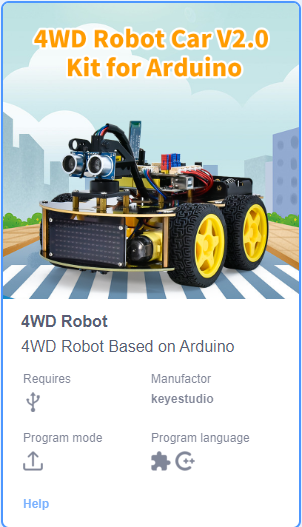 4WD Robot Car V2.0
Kit for Arduino
4WD Robot
4WD Robot Based on Arduino
Requires
Manufactor
keyestudio
Program mode
Program language
Help